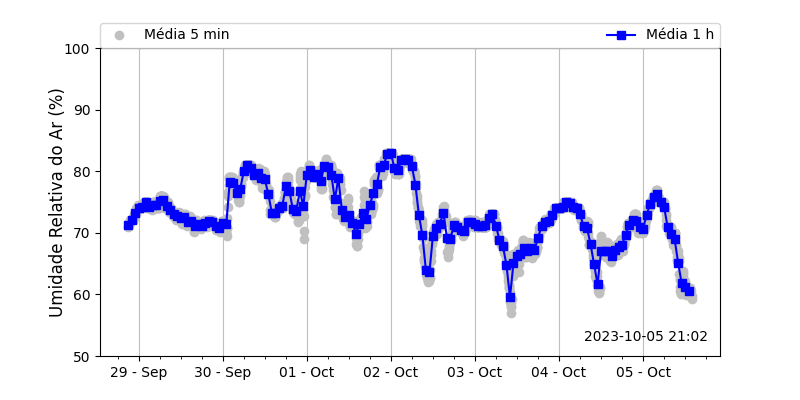 Média 5 min
Média 1 h
Umidade Relativa do Ar (%)
100
90
80
70
60
50
2023-10-05 21:02
29 - Sep
30 - Sep
01 - Oct
02 - Oct
03 - Oct
04 - Oct
05 - Oct